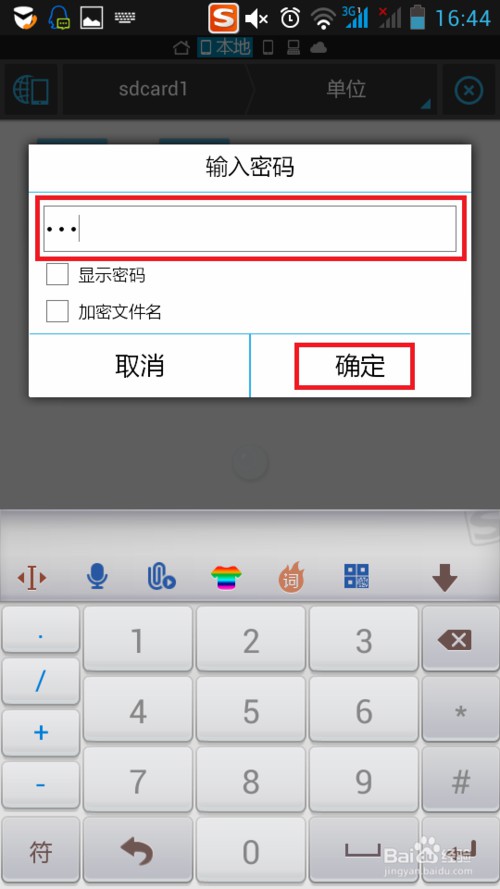 S 3G 16:44
本地
sdcard1 单位
输入密码
•••
显示密码
加密文件名
取消 确定
词
. 1 2 3
/ 4 5 6 *
+
- 7 8 9 #
符 0
Baidu 经验
jingyan.baidu.com